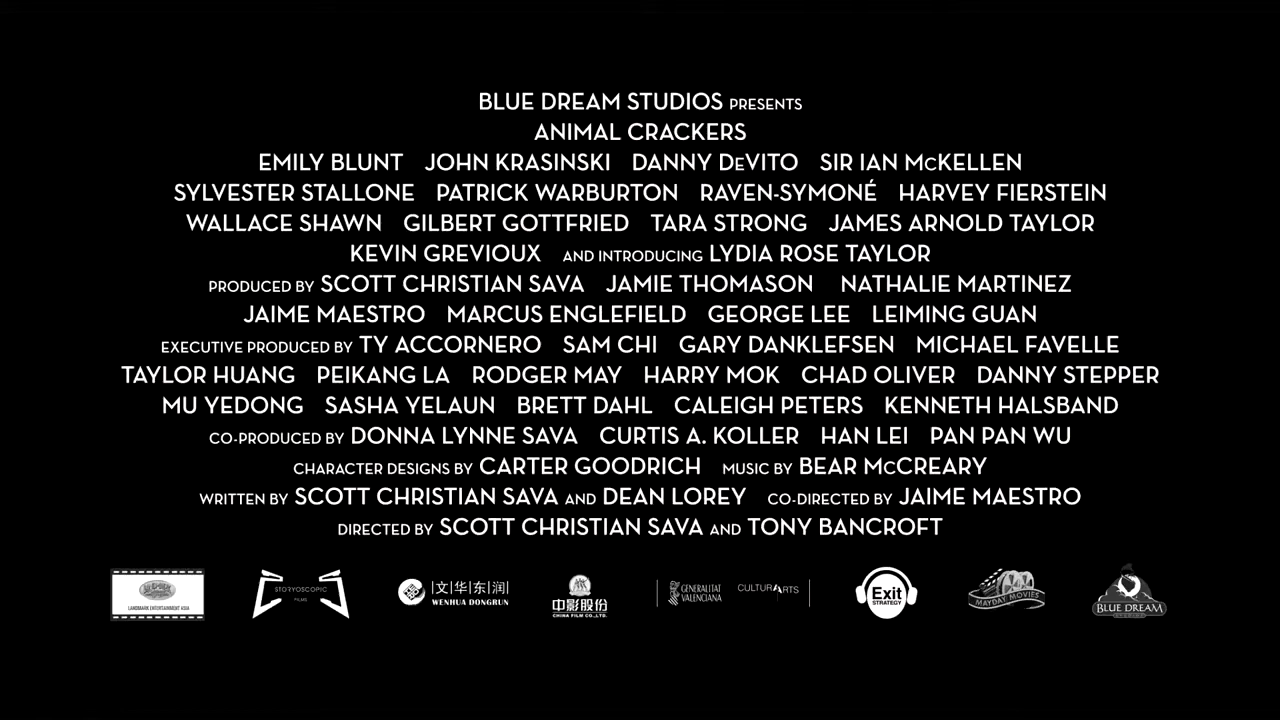 BLUE DREAM STUDIOS PRESENTS
ANIMAL CRACKERS
EMILY BLUNT JOHN KRASINSKI DANNY DeVITO SIR IAN McKELLEN
SYLVESTER STALLONE PATRICK WARBURTON RAVEN-SYMONÉ HARVEY FIERSTEIN
WALLACE SHAWN GILBERT GOTTFRIED TARA STRONG JAMES ARNOLD TAYLOR
KEVIN GREVIOUX AND INTRODUCING LYDIA ROSE TAYLOR
PRODUCED BY SCOTT CHRISTIAN SAVA JAMIE THOMASON NATHALIE MARTINEZ
JAIME MAESTRO MARCUS ENGLEFIELD GEORGE LEE LEIMING GUAN
EXECUTIVE PRODUCED BY TY ACCORNERO SAM CHI GARY DANKLEFSEN MICHAEL FAVELLE
TAYLOR HUANG PEIKANG LA RODGER MAY HARRY MOK CHAD OLIVER DANNY STEPPER
MU YEDONG SASHA YELAUN BRETT DAHL CALEIGH PETERS KENNETH HALSBAND
CO-PRODUCED BY DONNA LYNNE SAVA CURTIS A. KOLLER HAN LEI PAN PAN WU
CHARACTER DESIGNS BY CARTER GOODRICH MUSIC BY BEAR McCREARY
WRITTEN BY SCOTT CHRISTIAN SAVA AND DEAN LOREY CO-DIRECTED BY JAIME MAESTRO
DIRECTED BY SCOTT CHRISTIAN SAVA AND TONY BANCROFT
LANDMARK ENTERTAINMENT ASIA
STORYOSCOPIC
FILMS
文华东润
WENHUA DONGRUN
中影股份
CHINA FILM CO.,LTD.
GENERALITAT
VALENCIANA
CULTURARTS
Exit
STRATEGY
MAYDAY MOVIES
BLUE DREAM